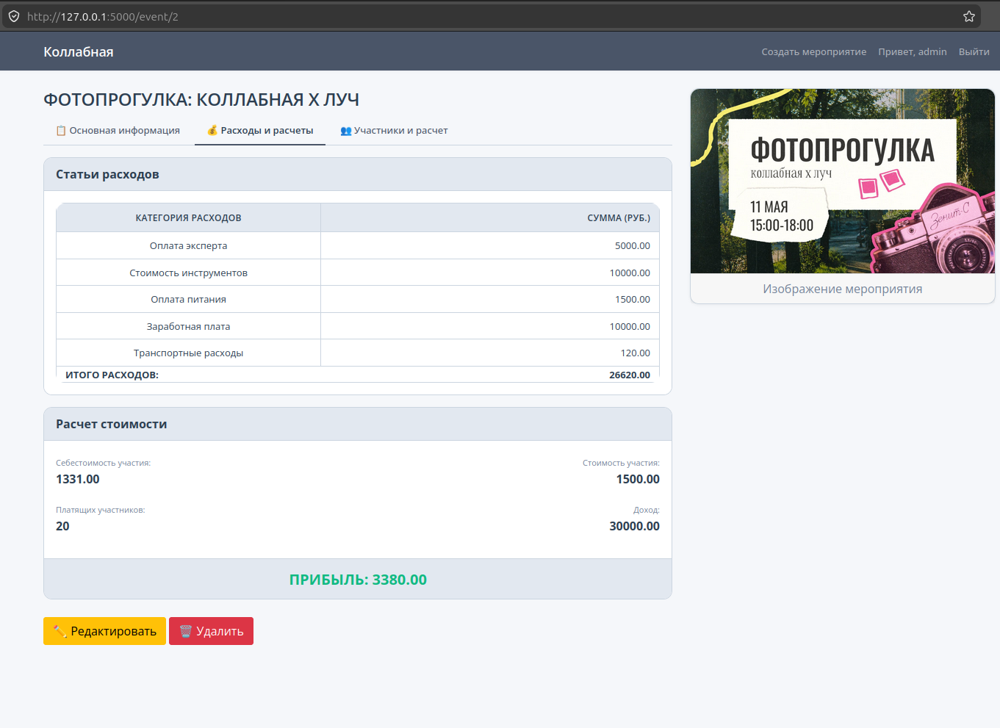 http://127.0.0.1:5000/event/2
Коллабная
Создать мероприятие Привет, admin Выйти
ФОТОПРОГУЛКА: КОЛЛАБНАЯ Х ЛУЧ
Основная информация Расходы и расчеты Участники и расчет
Статьи расходов
КАТЕГОРИЯ РАСХОДОВ СУММА (РУБ.)
Оплата эксперта 5000.00
Стоимость инструментов 10000.00
Оплата питания 1500.00
Заработная плата 10000.00
Транспортные расходы 120.00
ИТОГО РАСХОДОВ: 26620.00
Расчет стоимости
Себестоимость участия: Стоимость участия:
1331.00 1500.00
Платящих участников: Доход:
20 30000.00
ПРИБЫЛЬ: 3380.00
Редактировать Удалить
ФОТОПРОГУЛКА
коллабная х луч
11 МАЯ
15:00-18:00
Зенит-С
Изображение мероприятия